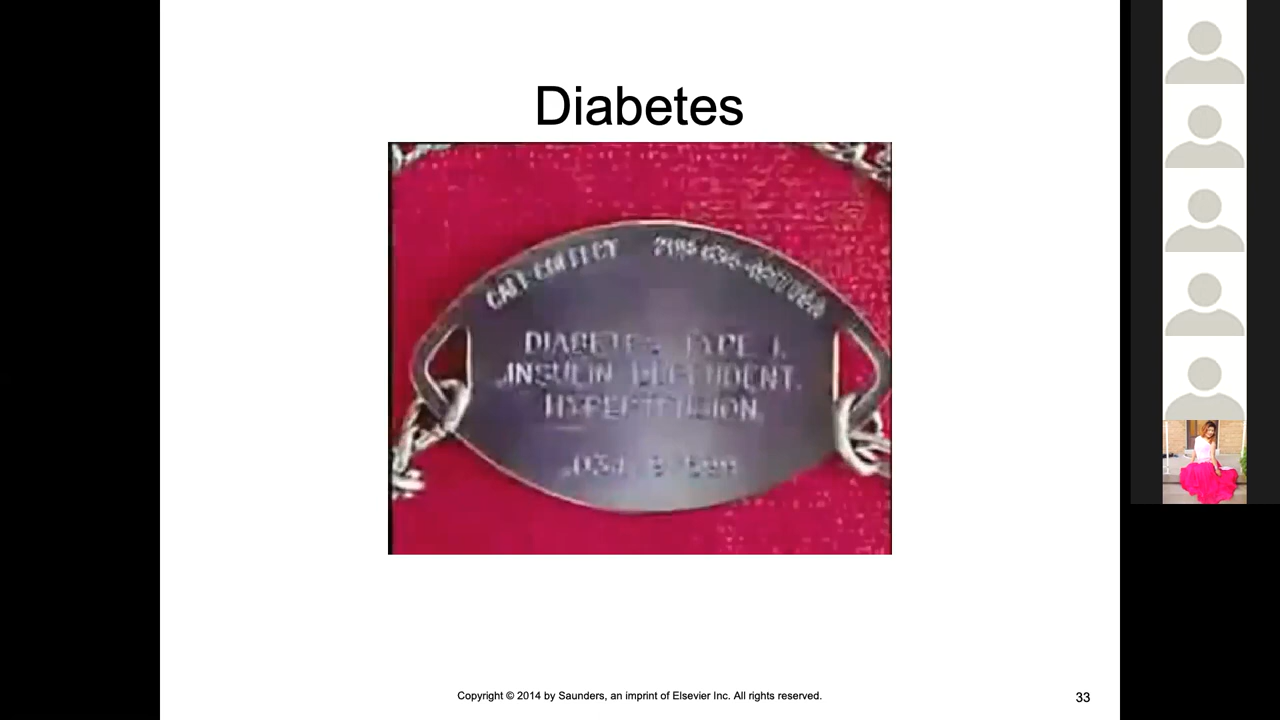 Diabetes
CALL COLLECT
DIABETES TYPE I.
INSULIN DEPENDENT.
HYPERTENSION
Copyright © 2014 by Saunders, an imprint of Elsevier Inc. All rights reserved.
33